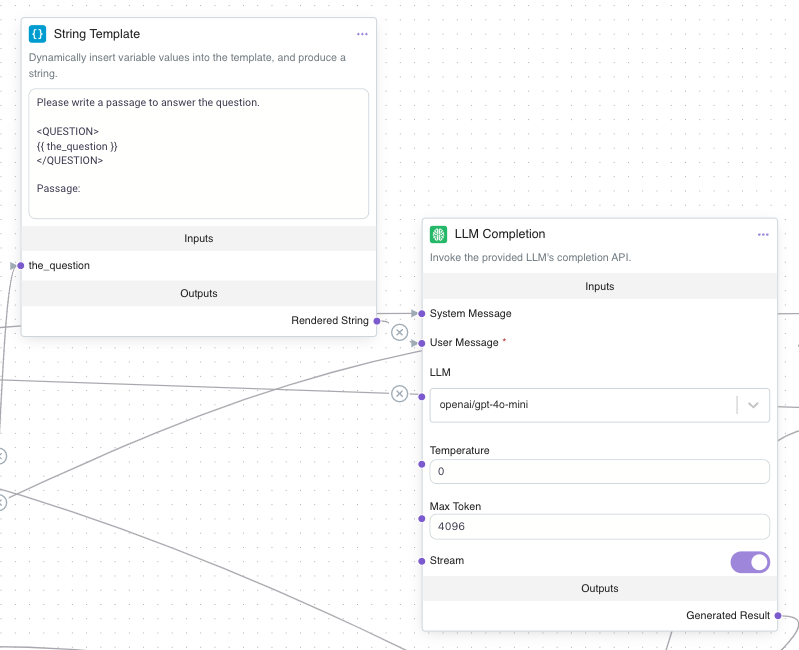 {} String Template
Dynamically insert variable values into the template, and produce a
string.
Please write a passage to answer the question.
<QUESTION>
{{ the_question }}
</QUESTION>
Passage:
Inputs
the_question
Outputs
Rendered String
LLM Completion
Invoke the provided LLM's completion API.
Inputs
System Message
User Message *
LLM
openai/gpt-4o-mini
Temperature
0
Max Token
4096
Stream
Outputs
Generated Result